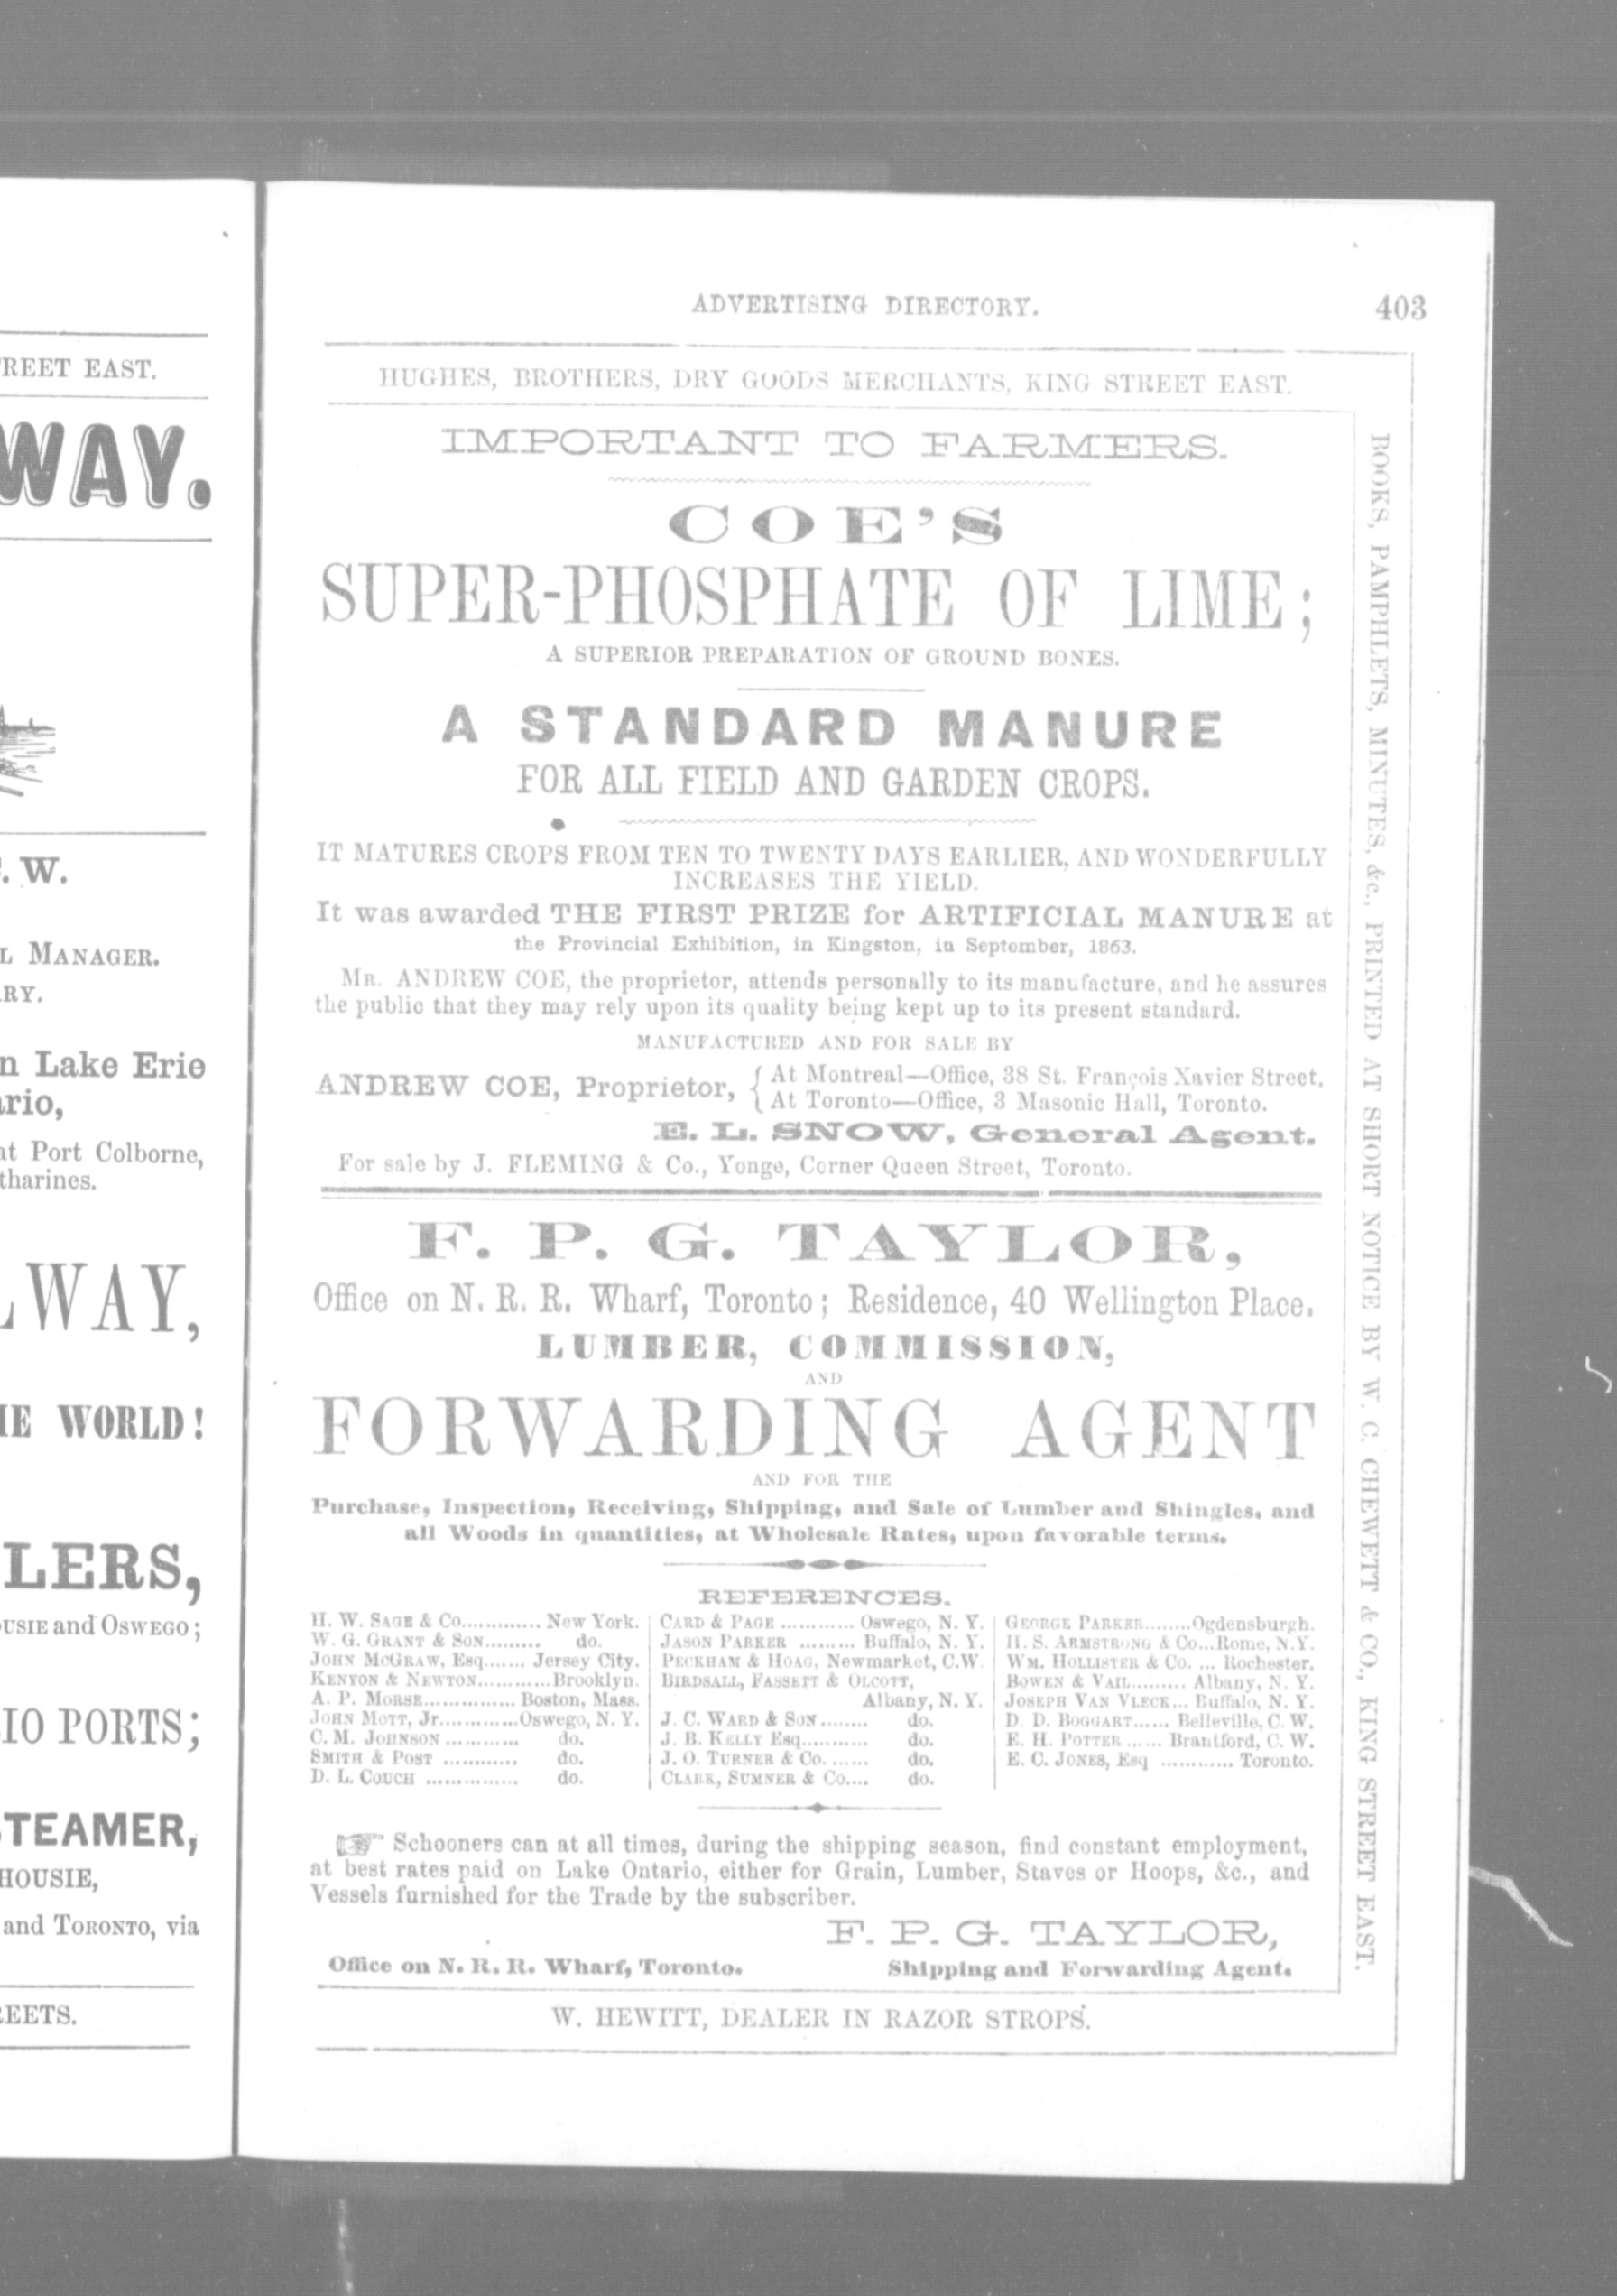 REET EAST.
WAY.
. W.
L MANAGER.
RY.
n Lake Erie
rio,
at Port Colborne,
tharines.
WAY,
IE WORLD!
LERS,
USIE and OSWEGO;
IO PORTS;
STEAMER,
HOUSIE,
and TORONTO, via
EETS.
ADVERTISING DIRECTORY. 403
HUGHES, BROTHERS, DRY GOODS MERCHANTS, KING STREET EAST.
IMPORTANT TO FARMERS.
COE'S
SUPER-PHOSPHATE OF LIME;
A SUPERIOR PREPARATION OF GROUND BONES.
A STANDARD MANURE
FOR ALL FIELD AND GARDEN CROPS.
IT MATURES CROPS FROM TEN TO TWENTY DAYS EARLIER, AND WONDERFULLY
INCREASES THE YIELD.
It was awarded THE FIRST PRIZE for ARTIFICIAL MANURE at
the Provincial Exhibition, in Kingston, in September, 1863.
MR. ANDREW COE, the proprietor, attends personally to its manufacture, and he assures
the public that they may rely upon its quality being kept up to its present standard.
MANUFACTURED AND FOR SALE BY
ANDREW COE, Proprietor, { At Montreal—Office, 38 St. François Xavier Street.
At Toronto—Office, 3 Masonic Hall, Toronto.
E. L. SNOW, General Agent.
For sale by J. FLEMING & Co., Yonge, Corner Queen Street, Toronto.
F. P. G. TAYLOR,
Office on N. R. R. Wharf, Toronto; Residence, 40 Wellington Place.
LUMBER, COMMISSION,
AND
FORWARDING AGENT
AND FOR THE
Purchase, Inspection, Receiving, Shipping, and Sale of Lumber and Shingles, and
all Woods in quantities, at Wholesale Rates, upon favorable terms.
REFERENCES.
H. W. SAGE & Co............. New York.
W. G. GRANT & SON......... do.
JOHN MCGRAW, Esq....... Jersey City.
KENYON & NEWTON...........Brooklyn.
A. P. MORSE.............. Boston, Mass.
JOHN MOTT, Jr............Oswego, N. Y.
C. M. JOHNSON ........... do.
SMITH & POST ........... do.
D. L. COUCH .............. do.
CARD & PAGE ........... Oswego, N. Y.
JASON PARKER ......... Buffalo, N. Y.
PECKHAM & HOAG, Newmarket, C.W.
BIRDSALL, FASSETT & OLCOTT,
Albany, N. Y.
J. C. WARD & SON........ do.
J. B. KELLY Esq.......... do.
J. O. TURNER & Co. ...... do.
CLARK, SUMNER & Co.... do.
GEORGE PARKER........Ogdensburgh.
H. S. ARMSTRONG & Co...Rome, N.Y.
WM. HOLLISTER & Co. ... Rochester.
BOWEN & VAIL......... Albany, N. Y.
JOSEPH VAN VLECK... Buffalo, N. Y.
D. D. BOGGART...... Belleville, C. W.
E. H. POTTER ...... Brantford, C. W.
E. C. JONES, Esq ........... Toronto.
☞ Schooners can at all times, during the shipping season, find constant employment,
at best rates paid on Lake Ontario, either for Grain, Lumber, Staves or Hoops, &c., and
Vessels furnished for the Trade by the subscriber.
F. P. G. TAYLOR,
Office on N. R. R. Wharf, Toronto. Shipping and Forwarding Agent.
W. HEWITT, DEALER IN RAZOR STROPS.
BOOKS, PAMPHLETS, MINUTES, &c., PRINTED AT SHORT NOTICE BY W. C. CHEWETT & CO., KING STREET EAST.